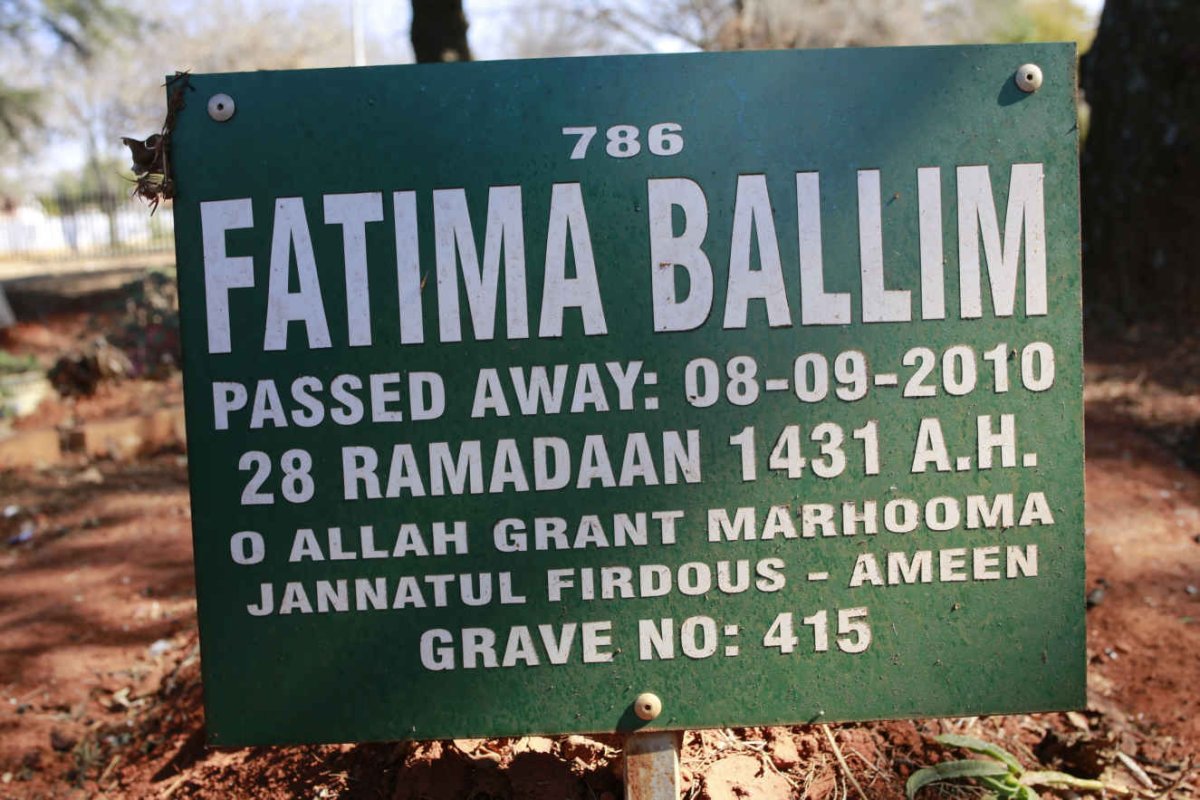 786
FATIMA BALLIM
PASSED AWAY: 08-09-2010
28 RAMADAAN 1431 A.H.
O ALLAH GRANT MARHOOMA
JANNATUL FIRDOUS - AMEEN
GRAVE NO: 415